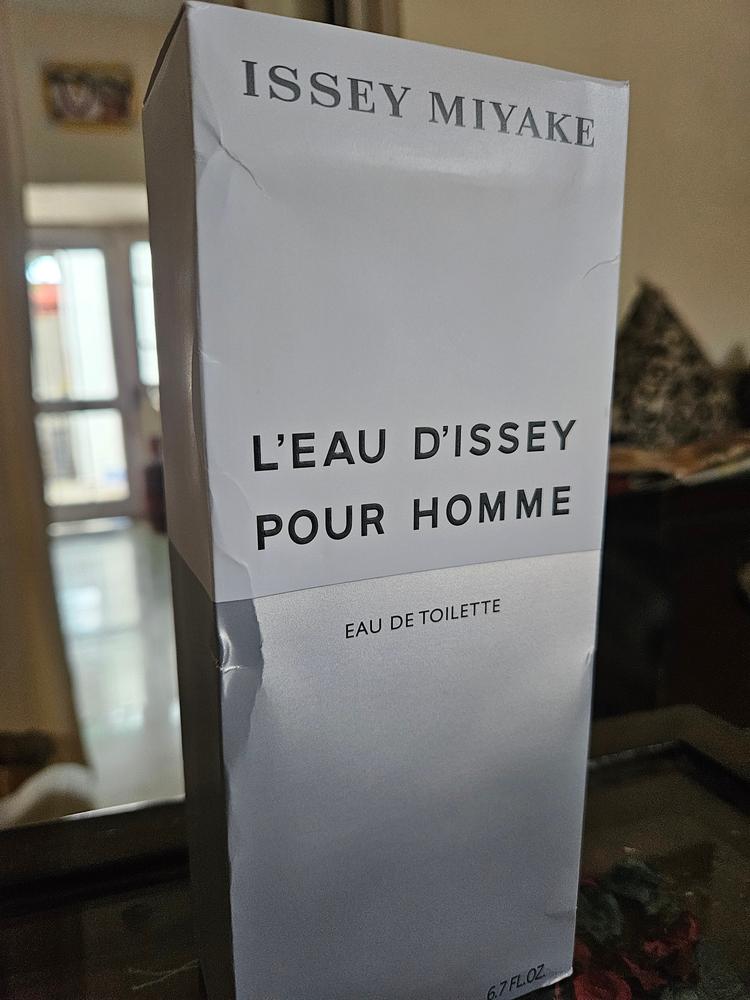 ISSEY MIYAKE
L'EAU D'ISSEY
POUR HOMME
EAU DE TOILETTE
6.7 FL.OZ.